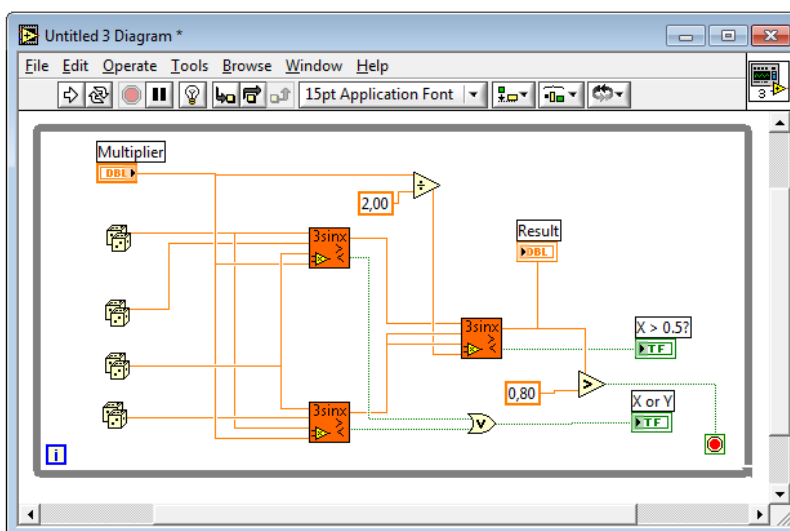 Untitled 3 Diagram *
File Edit Operate Tools Browse Window Help
15pt Application Font
3
Multiplier
DBL
2,00
3sinx
Result
DBL
3sinx
X > 0.5?
TF
0,80
X or Y
TF
3sinx
V
i